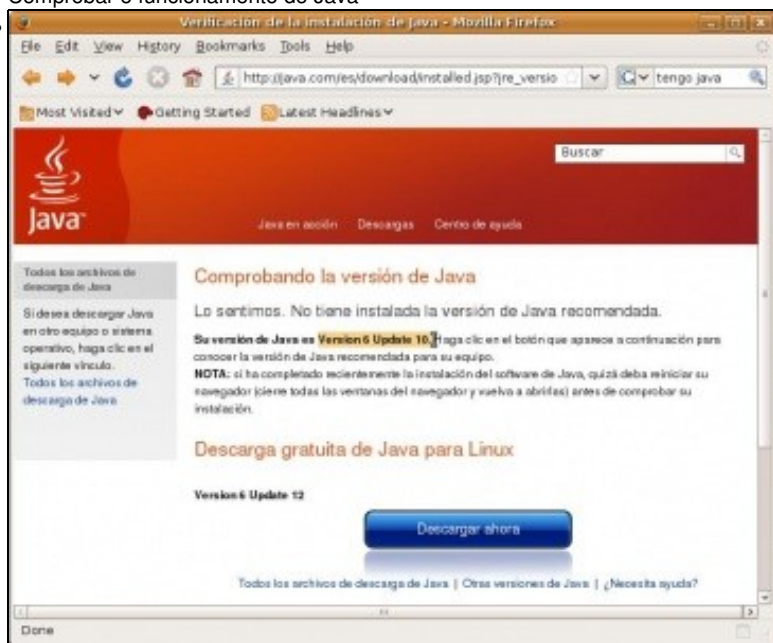 Comprobar o funcionamento de Java
Verificación de la instalación de Java - Mozilla Firefox
File Edit View History Bookmarks Tools Help
http://java.com/es/download/installed.jsp?jre_versio
tengo java
Most Visited Getting Started Latest Headlines
Buscar
Java
Java en acción Descargas Centro de ayuda
Todos los archivos de
descarga de Java
Si desea descargar Java
en otro equipo o sistema
operativo, haga clic en el
siguiente vínculo.
Todos los archivos de
descarga de Java
Comprobando la versión de Java
Lo sentimos. No tiene instalada la versión de Java recomendada.
Su versión de Java es Version 6 Update 10. Haga clic en el botón que aparece a continuación para
conocer la versión de Java recomendada para su equipo.
NOTA: si ha completado recientemente la instalación del software de Java, quizá deba reiniciar su
navegador (cierre todas las ventanas del navegador y vuelva a abrirlas) antes de comprobar su
instalación.
Descarga gratuita de Java para Linux
Version 6 Update 12
Descargar ahora
Todos los archivos de descarga de Java | Otras versiones de Java | ¿Necesita ayuda?
Done